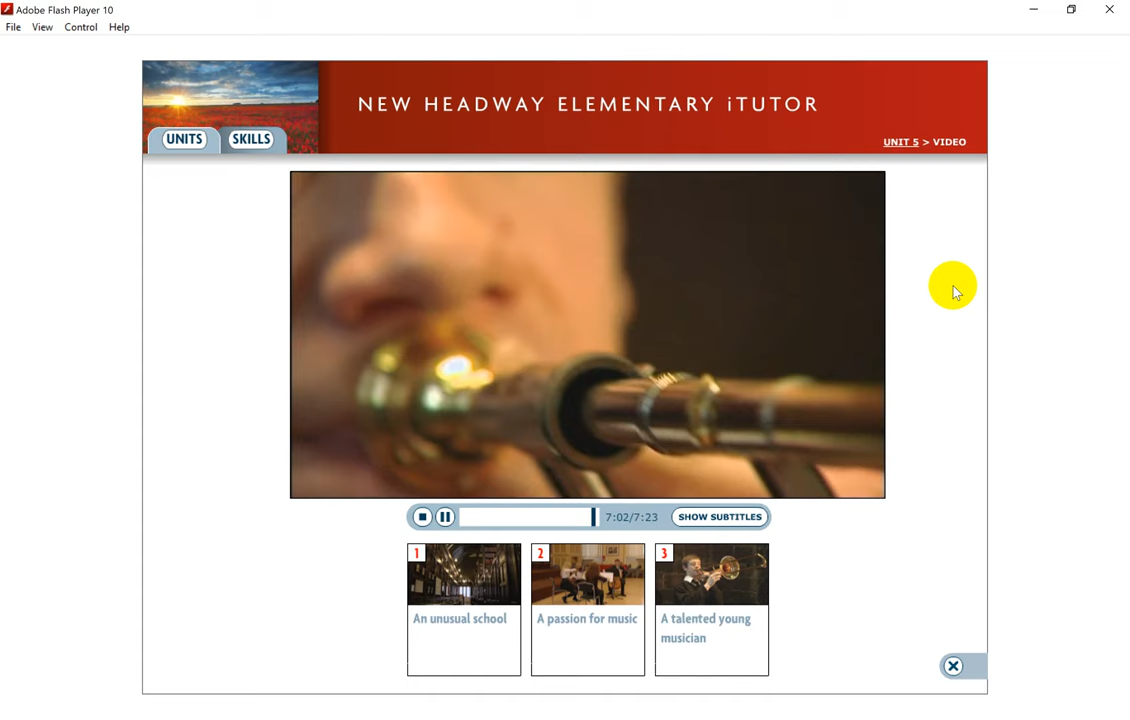 Adobe Flash Player 10
File View Control Help
NEW HEADWAY ELEMENTARY iTUTOR
UNITS SKILLS
UNIT 5 > VIDEO
7:02/7:23 SHOW SUBTITLES
1 2 3
An unusual school
A passion for music
A talented young
musician